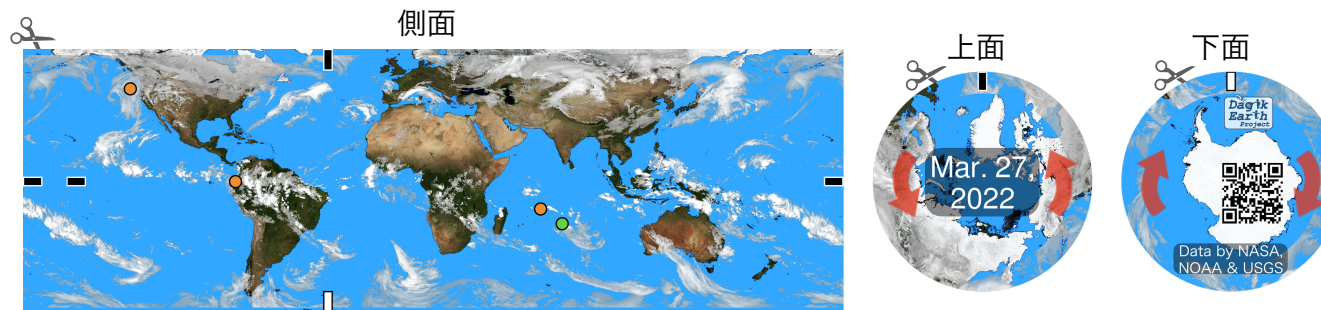 側面
上面
Mar. 27,
2022
下面
Dagik
Earth
Project
Data by NASA,
NOAA & USGS